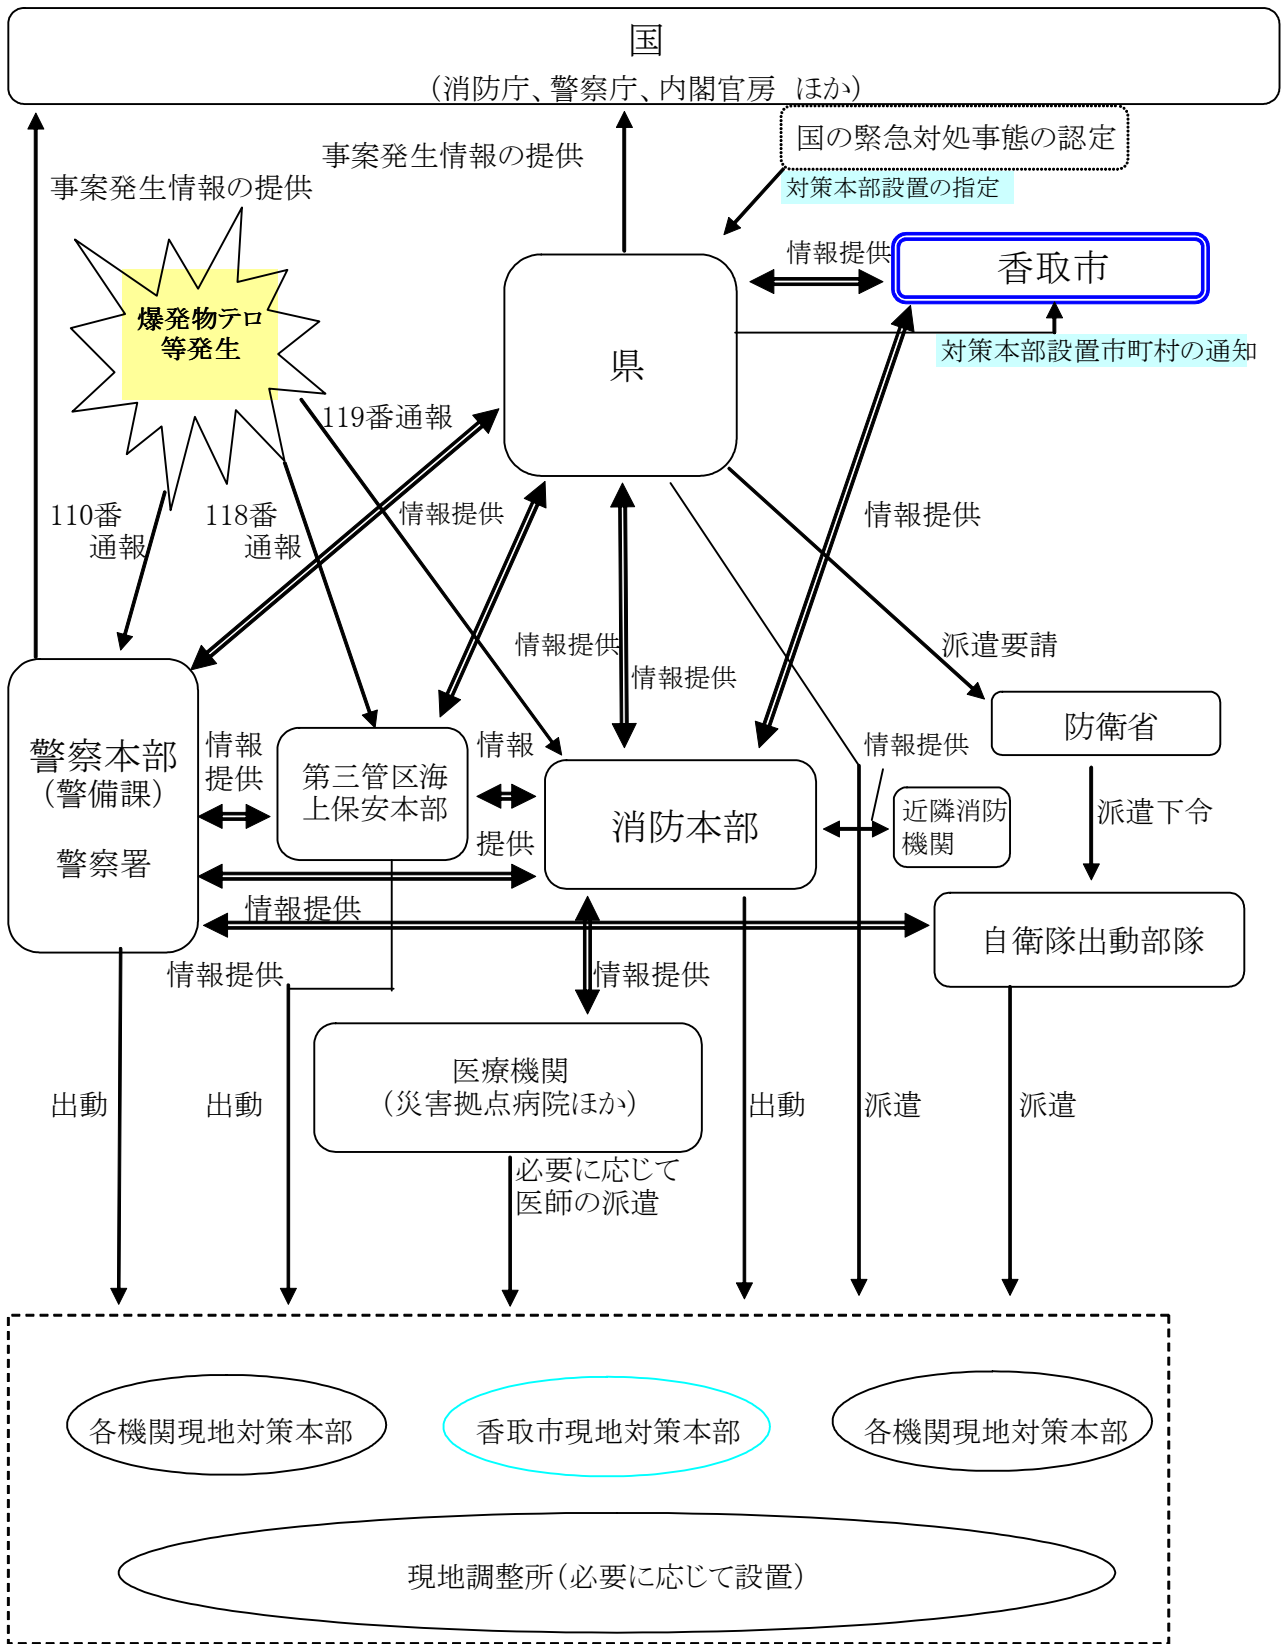 国
（消防庁、警察庁、内閣官房　ほか）
国の緊急対処事態の認定
事案発生情報の提供
事案発生情報の提供
対策本部設置の指定
情報提供
香取市
爆発物テロ
等発生
対策本部設置市町村の通知
県
119番通報
110番
通報
118番
通報
情報提供
情報提供
情報提供
情報提供
派遣要請
防衛省
警察本部
（警備課）
警察署
情報
提供
第三管区海
上保安本部
情報
提供
消防本部
情報提供
近隣消防
機関
派遣下令
情報提供
自衛隊出動部隊
情報提供
情報提供
医療機関
（災害拠点病院ほか）
出動
出動
出動
派遣
派遣
必要に応じて
医師の派遣
各機関現地対策本部
香取市現地対策本部
各機関現地対策本部
現地調整所（必要に応じて設置）